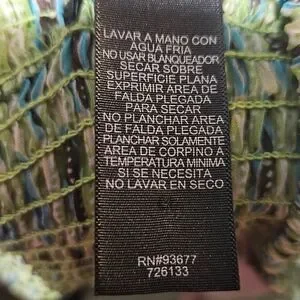 LAVAR A MANO CON
AGUA FRIA
NO USAR BLANQUEADOR
SECAR SOBRE
SUPERFICIE PLANA
EXPRIMIR AREA DE
FALDA PLEGADA
PARA SECAR
NO PLANCHAR AREA
DE FALDA PLEGADA
PLANCHAR SOLAMENTE
AREA DE CORPINO A
TEMPERATURA MINIMA
SI SE NECESITA
NO LAVAR EN SECO
RN#93677
726133